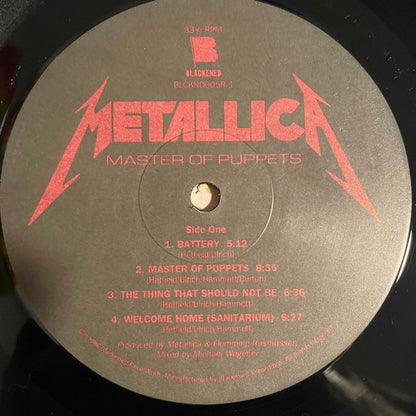 33⅓ RPM
B
BLACKENED
BLCKND005R-1
METALLICA
MASTER OF PUPPETS
Side One
1. BATTERY 5:12
(Hetfield/Ulrich)
2. MASTER OF PUPPETS 8:35
(Hetfield/Ulrich/Hammett/Burton)
3. THE THING THAT SHOULD NOT BE 6:36
(Hetfield/Ulrich/Hammett)
4. WELCOME HOME (SANITARIUM) 6:27
(Hetfield/Ulrich/Hammett)
Produced by Metallica & Flemming Rasmussen
Mixed by Michael Wagener